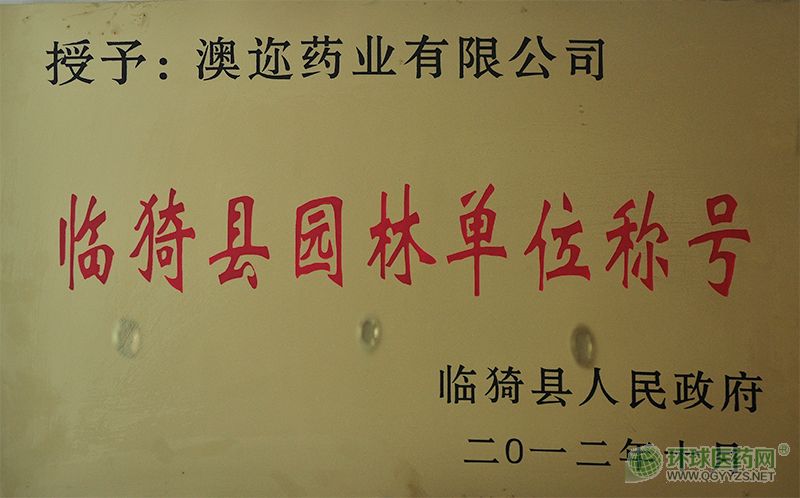 授予：澳迩药业有限公司
临猗县园林单位称号
临猗县人民政府
二〇一二年十月
环球医药网
WWW.QGYYZS.NET